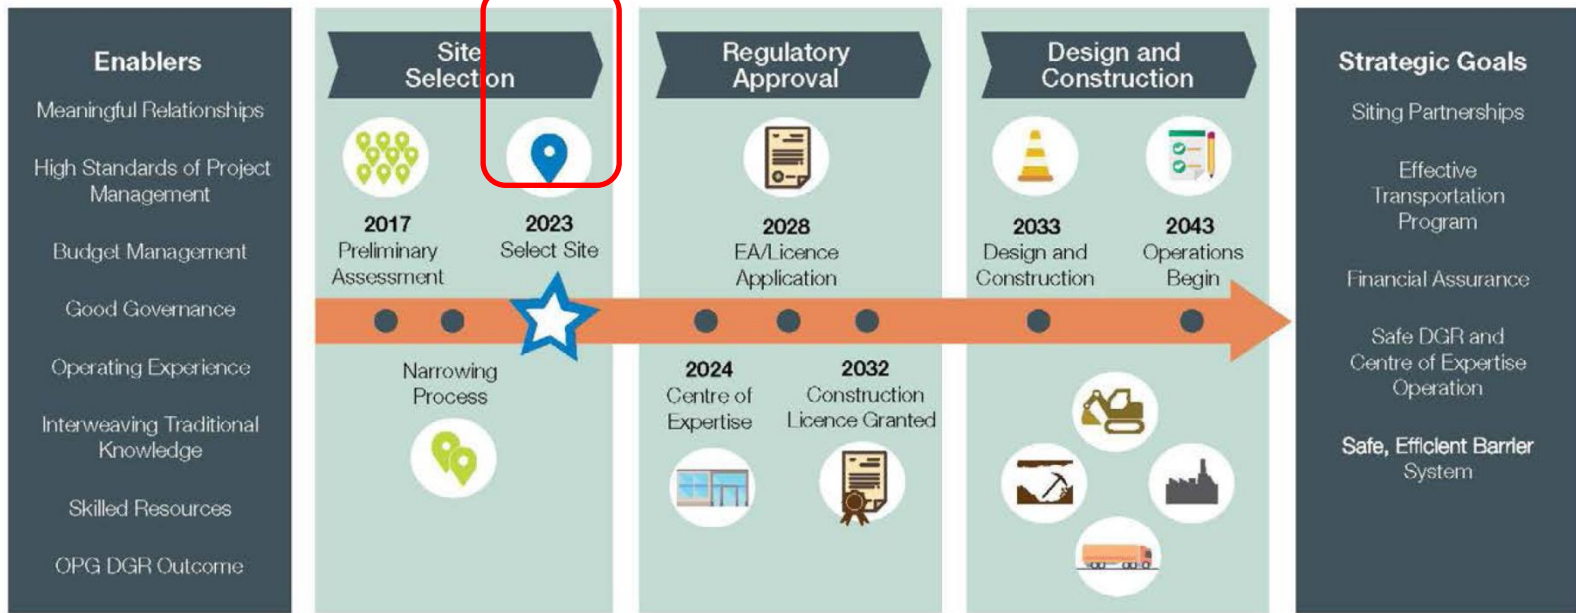 Enablers
Meaningful Relationships
High Standards of Project
Management
Budget Management
Good Governance
Operating Experience
Interweaving Traditional
Knowledge
Skilled Resources
OPG DGR Outcome
Site
Selection
2017
Preliminary
Assessment
2023
Select Site
Narrowing
Process
Regulatory
Approval
2028
EA/Licence
Application
2024
Centre of
Expertise
2032
Construction
Licence Granted
Design and
Construction
2033
Design and
Construction
2043
Operations
Begin
Strategic Goals
Siting Partnerships
Effective
Transportation
Program
Financial Assurance
Safe DGR and
Centre of Expertise
Operation
Safe, Efficient Barrier
System